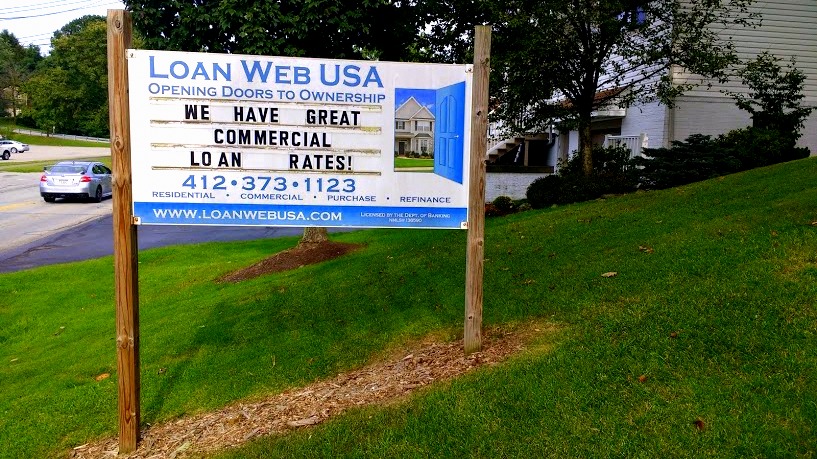 LOAN WEB USA
OPENING DOORS TO OWNERSHIP
WE HAVE GREAT
COMMERCIAL
LOAN RATES!
412•373•1123
RESIDENTIAL • COMMERCIAL • PURCHASE • REFINANCE
WWW.LOANWEBUSA.COM
LICENSED BY THE DEPT. OF BANKING